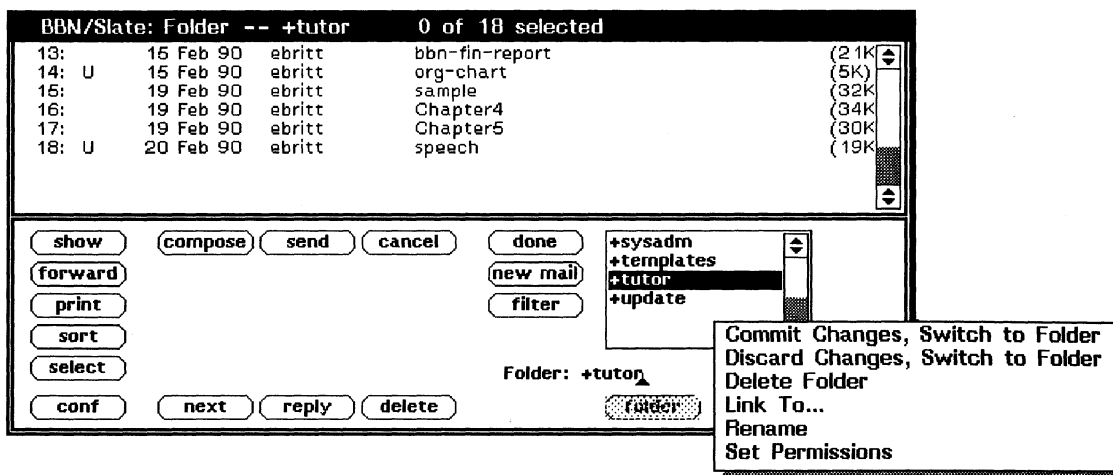 BBN/Slate: Folder -- +tutor 0 of 18 selected
13: 15 Feb 90 ebritt bbn-fin-report (21K
14: U 15 Feb 90 ebritt org-chart (5K)
15: 19 Feb 90 ebritt sample (32K
16: 19 Feb 90 ebritt Chapter4 (34K
17: 19 Feb 90 ebritt Chapter5 (30K
18: U 20 Feb 90 ebritt speech (19K
show compose send cancel done
forward new mail
print filter
sort
select
conf next reply delete
+sysadm
+templates
+tutor
+update
Folder: +tutor
folder
Commit Changes, Switch to Folder
Discard Changes, Switch to Folder
Delete Folder
Link To...
Rename
Set Permissions